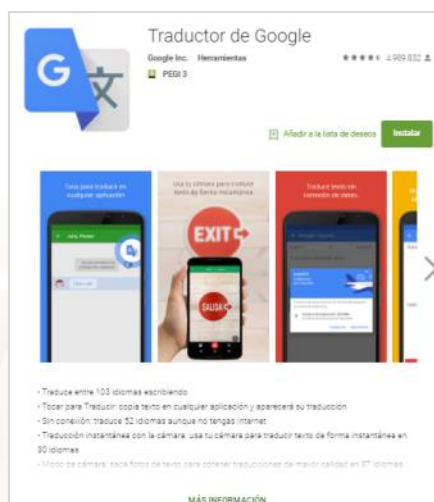 Traductor de Google
Google Inc. Herramientas 4.909.832
PEGI 3
Añadir a la lista de deseos Instalar
G 文
Toca para traducir en
cualquier aplicación
Usa tu cámara para traducir
texto de forma instantánea
Traduce texto sin
conexión de datos
EXIT
SALIDA
- Traduce entre 103 idiomas escribiendo
- Tocar para Traducir: copia texto en cualquier aplicación y aparecerá su traducción
- Sin conexión: traduce 52 idiomas aunque no tengas Internet
- Traducción instantánea con la cámara: usa tu cámara para traducir texto de forma instantánea en
30 idiomas
- Modo de cámara: saca fotos de texto para obtener traducciones de mayor calidad en 37 idiomas
MÁS INFORMACIÓN